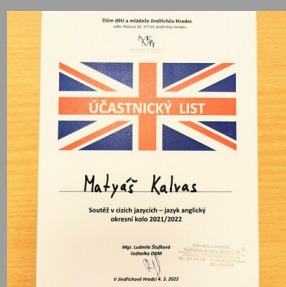 Dům dětí a mládeže Jindřichův Hradec
ÚČASTNICKÝ LIST
Matyáš Kalvas
Soutěž v cizích jazycích – jazyk anglický
okresní kolo 2021/2022
Mgr. Ludmila Štufková
ředitelka DDM
V Jindřichově Hradci 4. 3. 2022